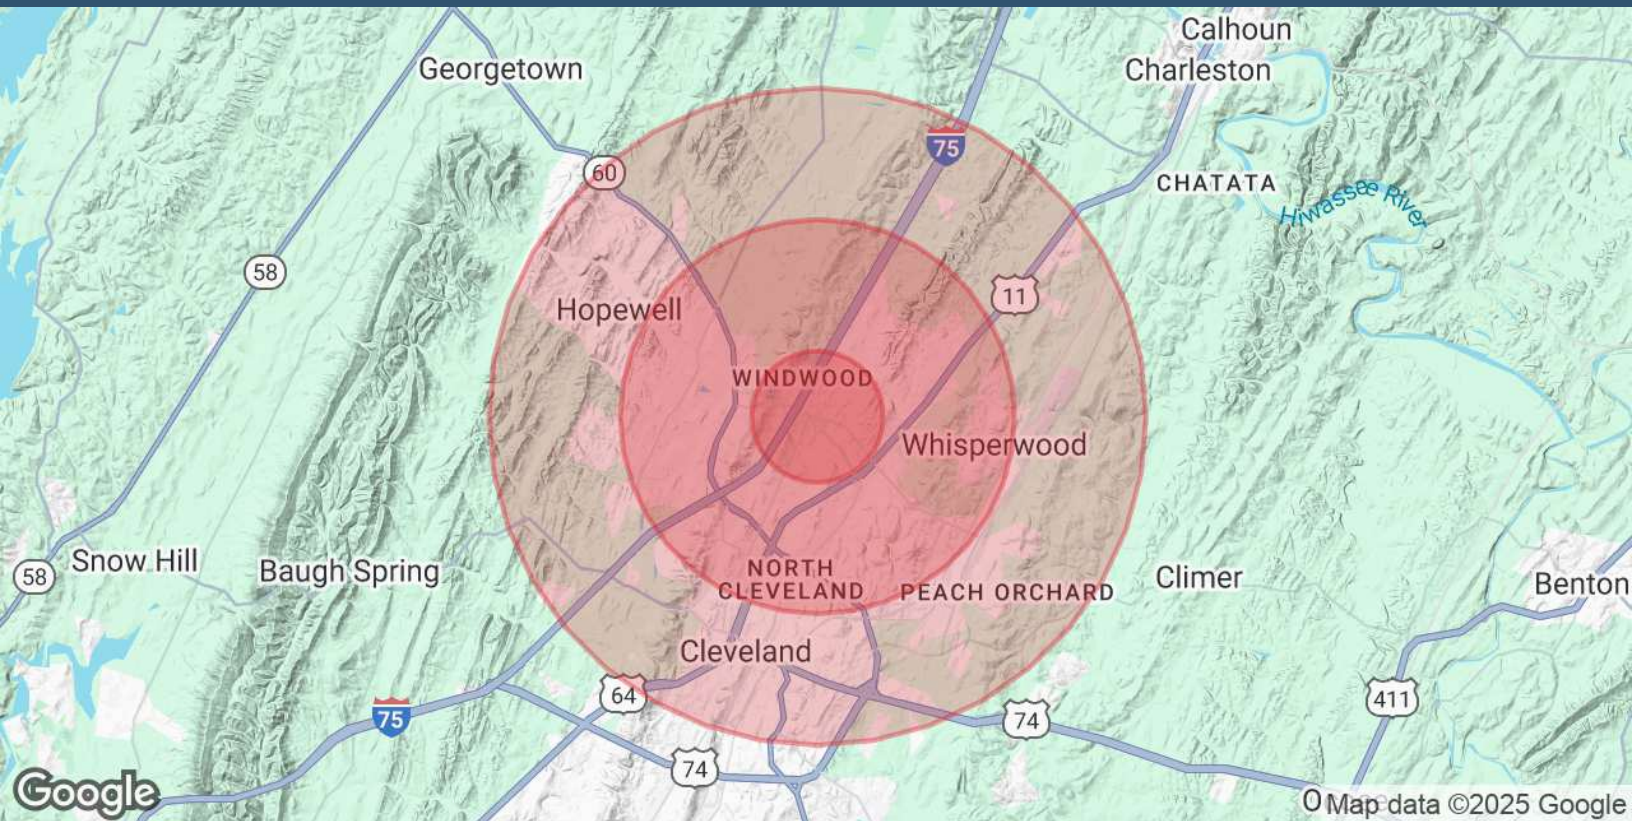 Calhoun
Georgetown
Charleston
75
60
CHATATA
Hiwassee River
58
11
Hopewell
WINDWOOD
Whisperwood
Snow Hill
58
Baugh Spring
NORTH
CLEVELAND
PEACH ORCHARD
Climer
Benton
Cleveland
64
411
75
74
74
Google
Map data ©2025 Google